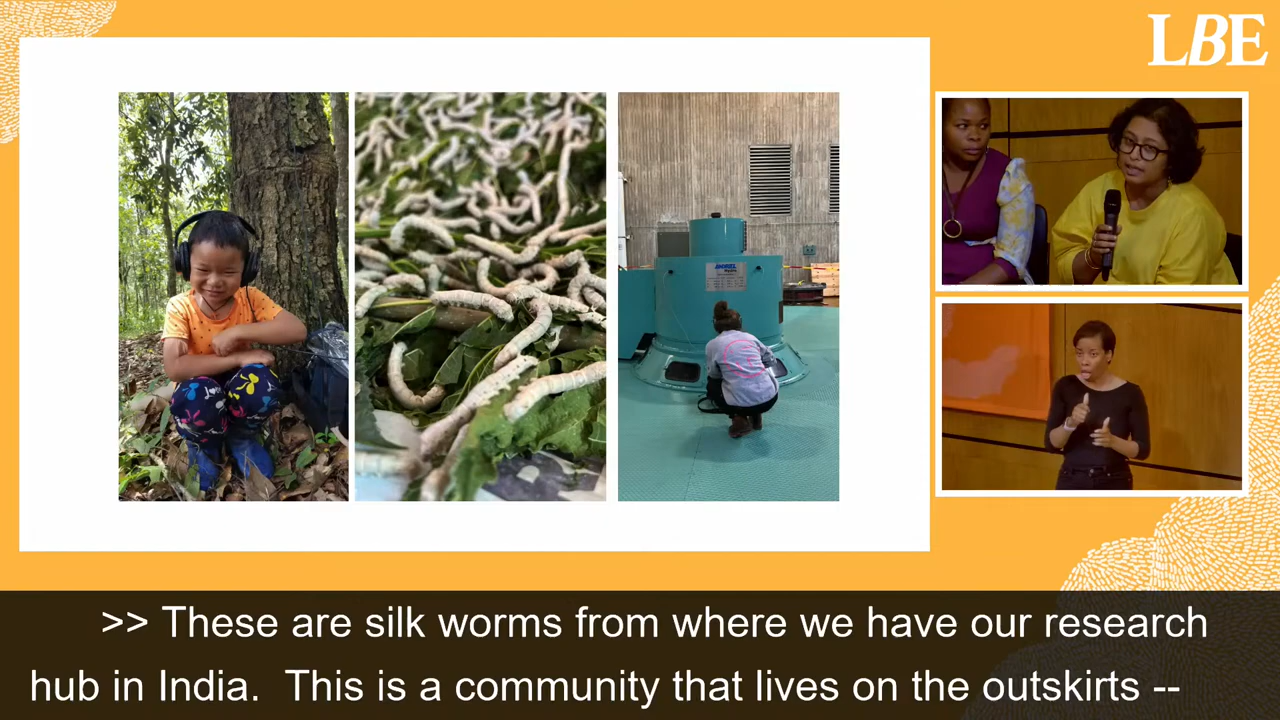 LBE
>> These are silk worms from where we have our research
hub in India.  This is a community that lives on the outskirts --